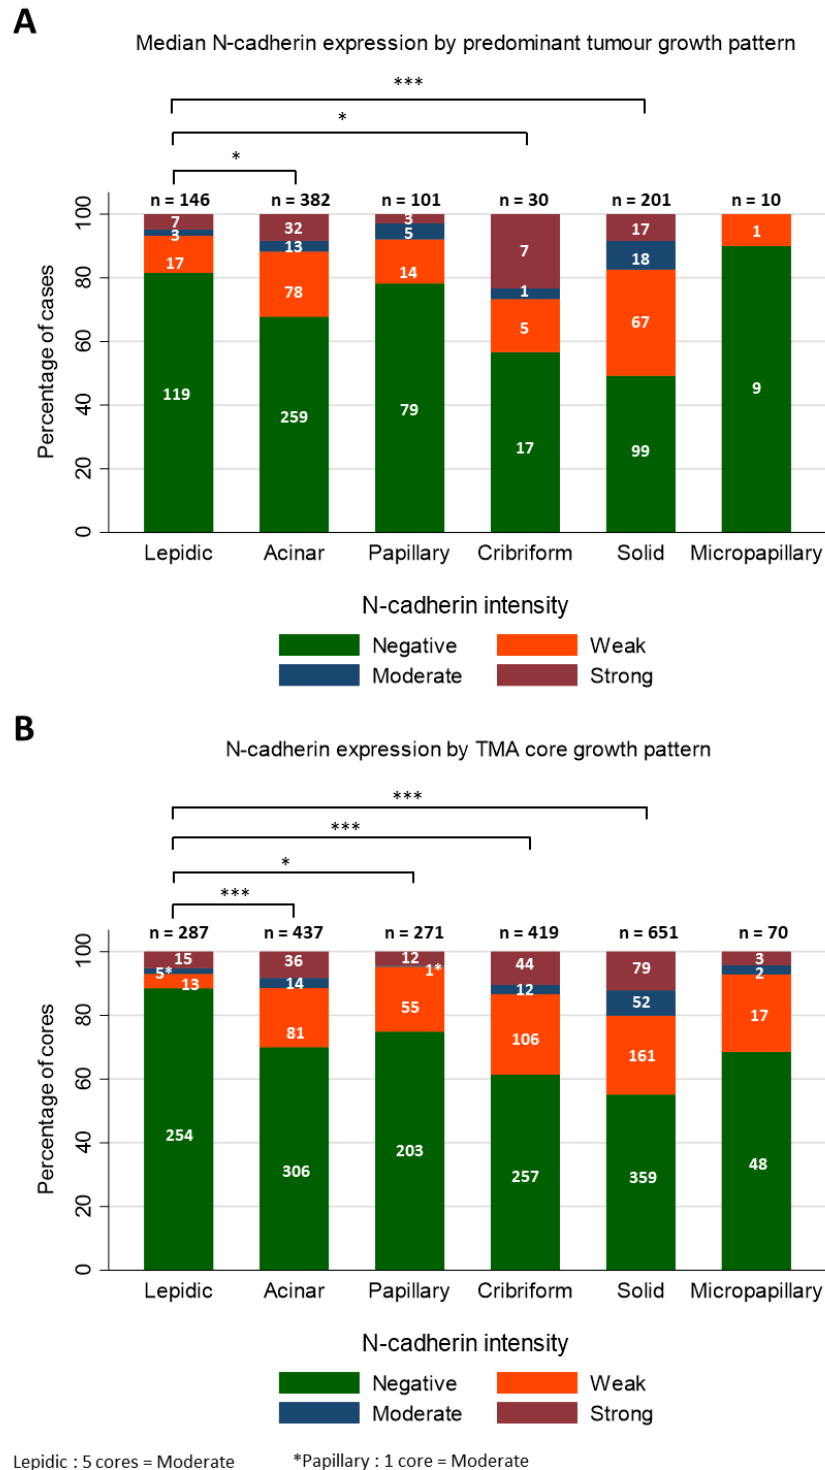 A
Median N-cadherin expression by predominant tumour growth pattern
***
*
*
n = 146 n = 382 n = 101 n = 30 n = 201 n = 10
Percentage of cases
100
80
60
40
20
0
7 32 3 7 17 1
3 13 5 1 18
17 78 14 5 67
119 259 79 17 99 9
Lepidic Acinar Papillary Cribriform Solid Micropapillary
N-cadherin intensity
Negative Weak
Moderate Strong
B
N-cadherin expression by TMA core growth pattern
***
***
*
***
n = 287 n = 437 n = 271 n = 419 n = 651 n = 70
Percentage of cores
100
80
60
40
20
0
15 36 12 44 79 3
5* 14 1* 12 52 2
13 81 55 106 161 17
254 306 203 257 359 48
Lepidic Acinar Papillary Cribriform Solid Micropapillary
N-cadherin intensity
Negative Weak
Moderate Strong
Lepidic : 5 cores = Moderate *Papillary : 1 core = Moderate